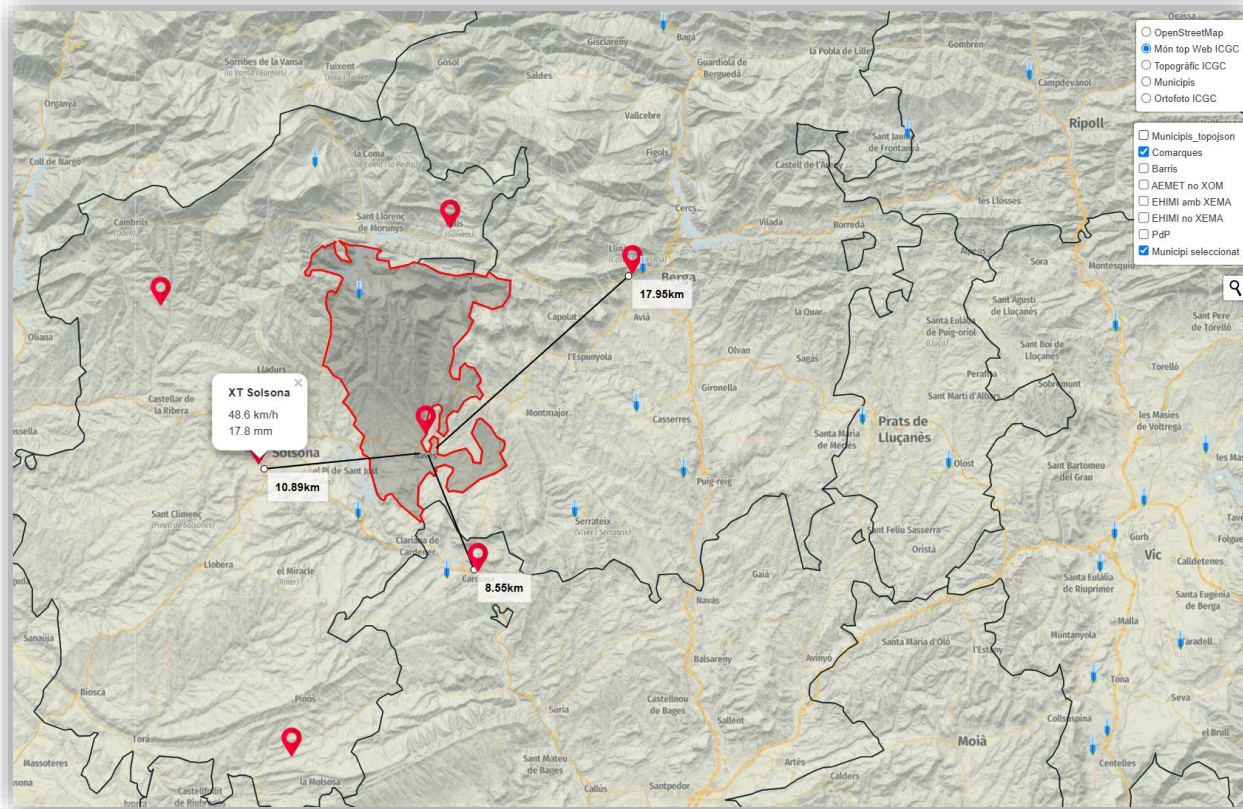 Ogassa
Bagà
Gisclareny
la Pobla de Lillet
Gombrèn
OpenStreetMap
Món top Web ICGC
Topogràfic ICGC
Municipis
Ortofoto ICGC
Sorribes de la Vansa
(la Vansa i Fórnols)
Tuixent
Gósol
Saldes
Guardiola de
Berguedà
Campdevànol
Organyà
Vallcebre
Ripoll
Coll de Nargó
la Coma
(la Coma i la Pedra)
Fígols
Castell de l'Areny
Sant Jaume
de Frontanyà
Municipis_topojson
Comarques
Barris
AEMET no XOM
EHIMI amb XEMA
EHIMI no XEMA
PdP
Municipi seleccionat
Cambrils
(Odèn)
Sant Llorenç
de Morunys
(Guixers)
Cercs
Vilada
Borredà
les Llosses
Alpens
Sora
Montesquiu
Berga
17.95km
Oliana
Capolat
Avià
la Quar
Santa Eulàlia
de Puig-oriol
(Lluçà)
Sant Agustí
de Lluçanès
Sant Pere
de Torelló
Lladurs
l'Espunyola
Olvan
Sagàs
Sant Boi de
Lluçanès
Torelló
XT Solsona
×
48.6 km/h
17.8 mm
Castellar de
la Ribera
Gironella
Perafita
Sant Martí d'Albars
Sobremunt
les Masies
de Voltregà
Montmajor
Casserres
Prats de
Lluçanès
Santa Maria
de Merlès
Solsona
el Pi de Sant Just
Navès
Olost
Sant Bartomeu
del Grau
10.89km
Puig-reig
Sant Climenç
(Pinell de Solsonès)
Serrateix
(Viver i Serrateix)
Sant Feliu Sasserra
Oristà
Gurb
Vic
Clariana de
Cardener
Calldetenes
Llobera
el Miracle
(Riner)
8.55km
Gaià
Santa Eulàlia
de Riuprimer
Santa Eugènia
de Berga
Navàs
Malla
Sanaüja
Santa Maria d'Oló
l'Estany
Muntanyola
Taradell
Balsareny
Avinyó
Biosca
Pinós
Castellnou
de Bages
Tona
Seva
Súria
Sallent
Collsuspina
Torà
Moià
el Brull
Massoteres
la Molsosa
Sant Mateu
de Bages
Artés
Centelles
Castellfollit
de Riubregós
Ivorra
Callús
Santpedor
Calders